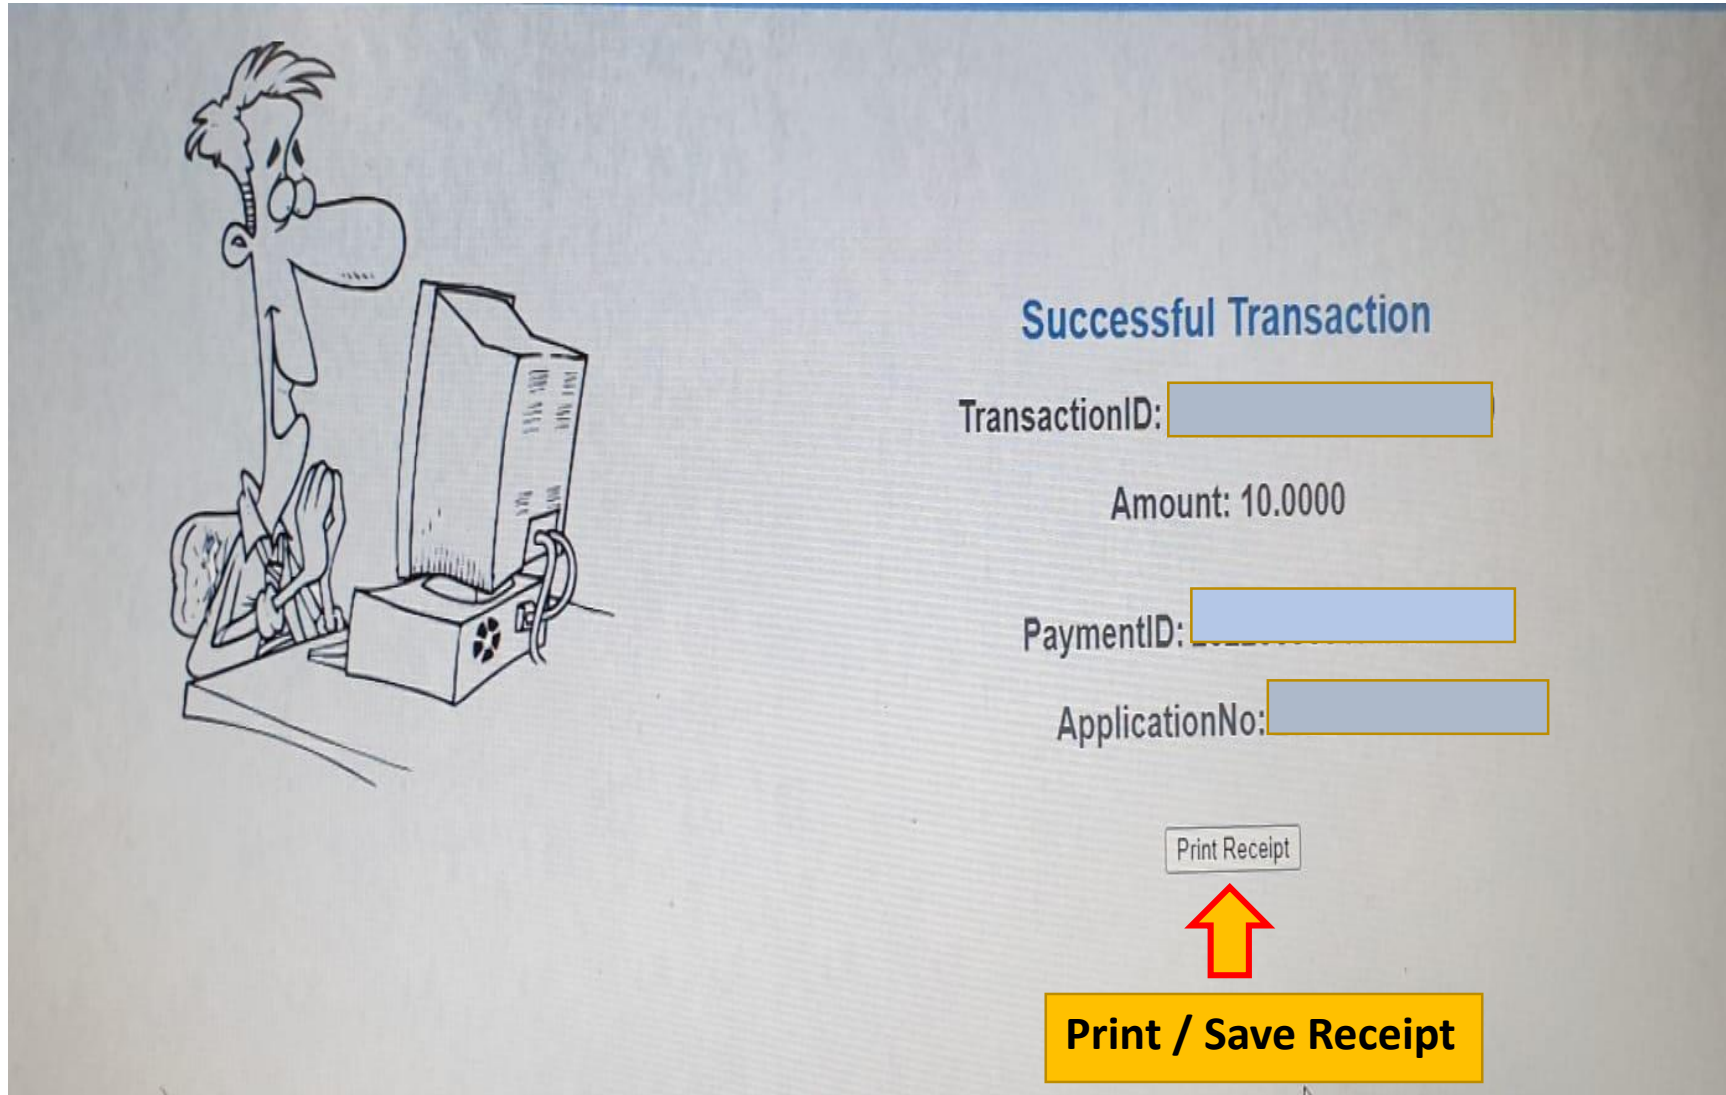 Successful Transaction
TransactionID:
Amount: 10.0000
PaymentID:
ApplicationNo:
Print Receipt
Print / Save Receipt